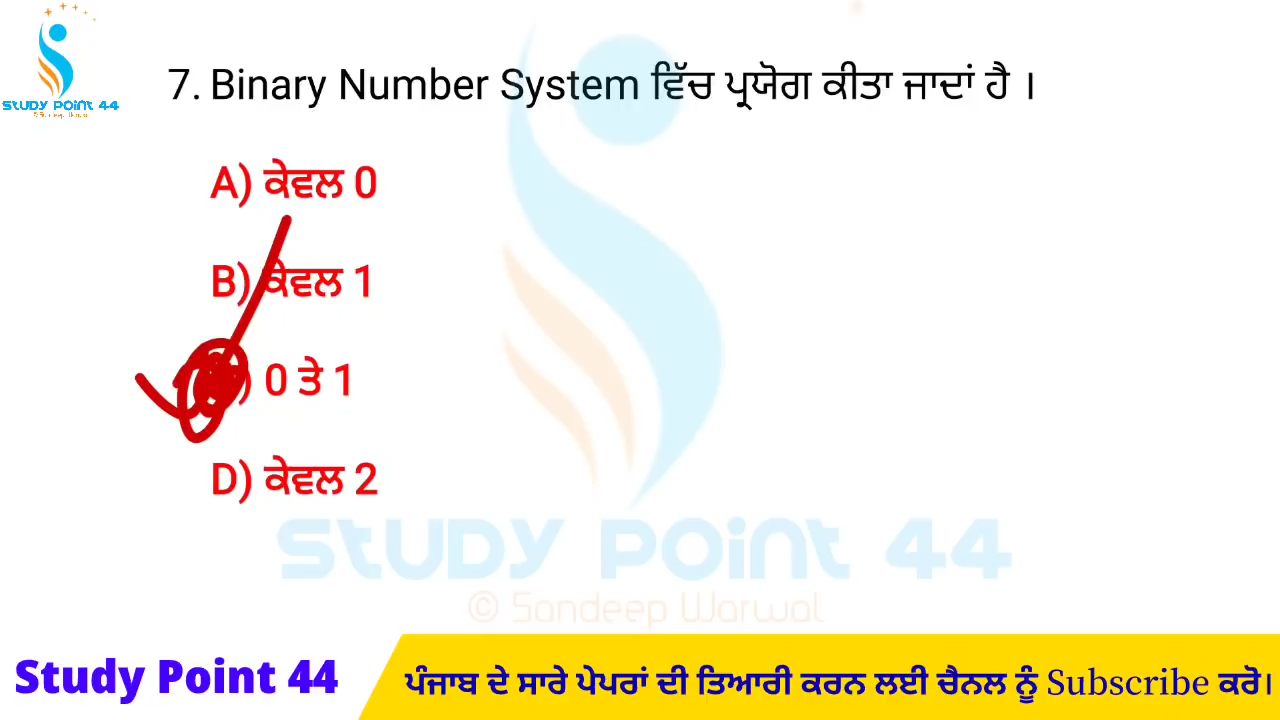 STUDY POINT 44
7. Binary Number System ਵਿੱਚ ਪ੍ਰਯੋਗ ਕੀਤਾ ਜਾਦਾਂ ਹੈ ।
A) ਕੇਵਲ 0
B) ਕੇਵਲ 1
) 0 ਤੇ 1
D) ਕੇਵਲ 2
STUDY POINT 44
© Sandeep Warwal
Study Point 44
ਪੰਜਾਬ ਦੇ ਸਾਰੇ ਪੇਪਰਾਂ ਦੀ ਤਿਆਰੀ ਕਰਨ ਲਈ ਚੈਨਲ ਨੂੰ Subscribe ਕਰੋ।